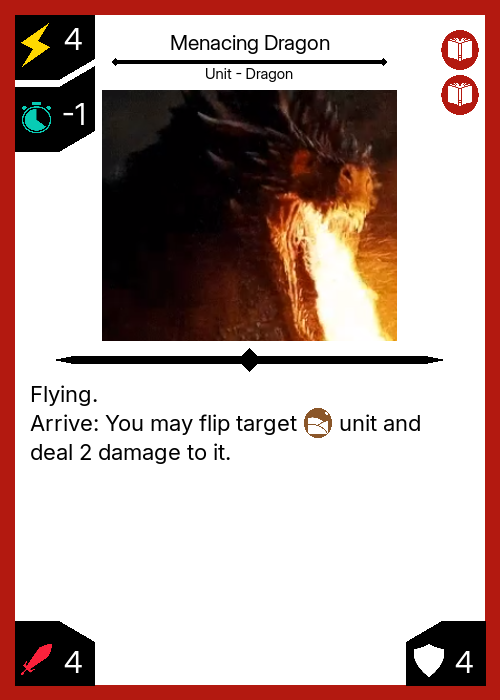 4
Menacing Dragon
Unit - Dragon
-1
Flying.
Arrive: You may flip target unit and
deal 2 damage to it.
4
4